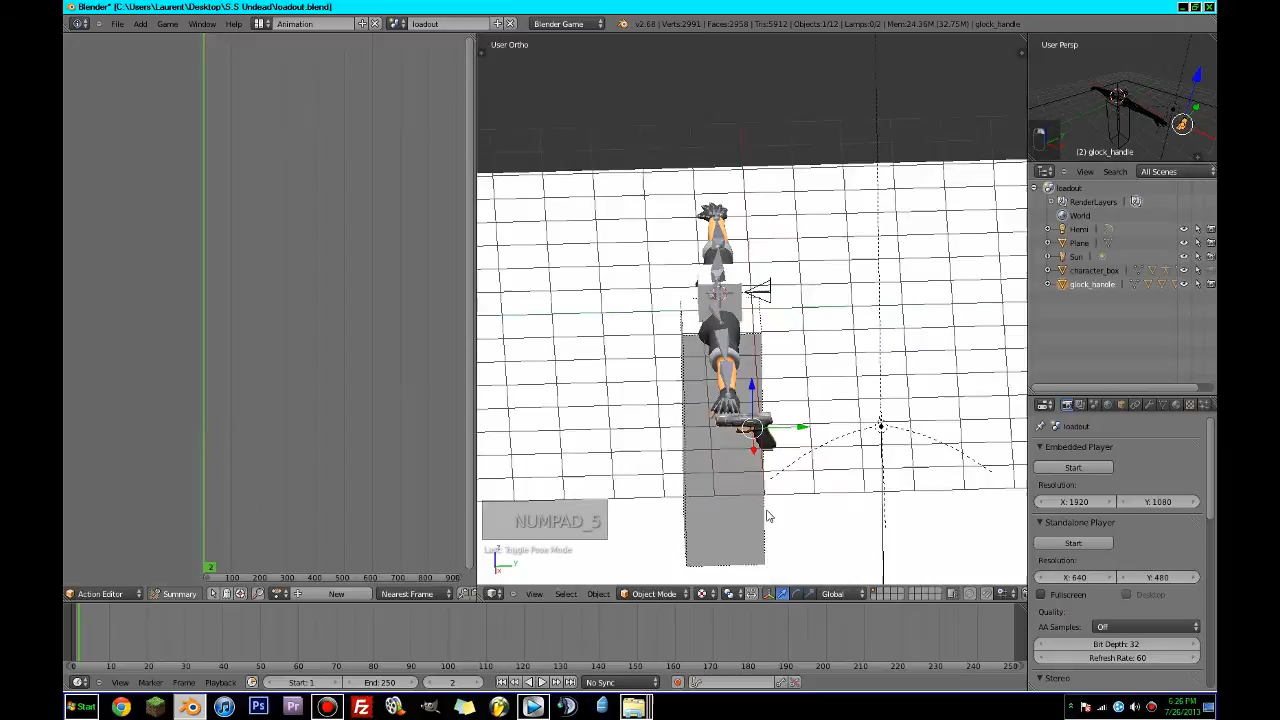 Blender* [C:\Users\Laurent\Desktop\S.S Undead\loadout.blend]
File Add Game Window Help Animation loadout Blender Game v2.68 | Verts:2991 | Faces:2958 | Tris:5912 | Objects:1/12 | Lamps:0/2 | Mem:24.36M (32.75M) | glock_handle
User Ortho
User Persp
(2) glock_handle
View Search All Scenes
loadout
RenderLayers
World
Hemi
Plane
Sun
character_box
glock_handle
loadout
Embedded Player
Start
Resolution:
X: 1920 Y: 1080
Standalone Player
Start
Resolution:
X: 640 Y: 480
Fullscreen Desktop
Quality:
AA Samples: Off
Bit Depth: 32
Refresh Rate: 60
Stereo
NUMPAD_5
Last: Toggle Pose Mode
z
y
x
2
0 100 200 300 400 500 600 700 800 900
Action Editor Summary New Nearest Frame
View Select Object Object Mode Global
0 10 20 30 40 50 60 70 80 90 100 110 120 130 140 150 160 170 180 190 200 210 220 230 240 250
View Marker Frame Playback Start: 1 End: 250 2 No Sync
Start Ps Pr Fz 6:26 PM
7/26/2013